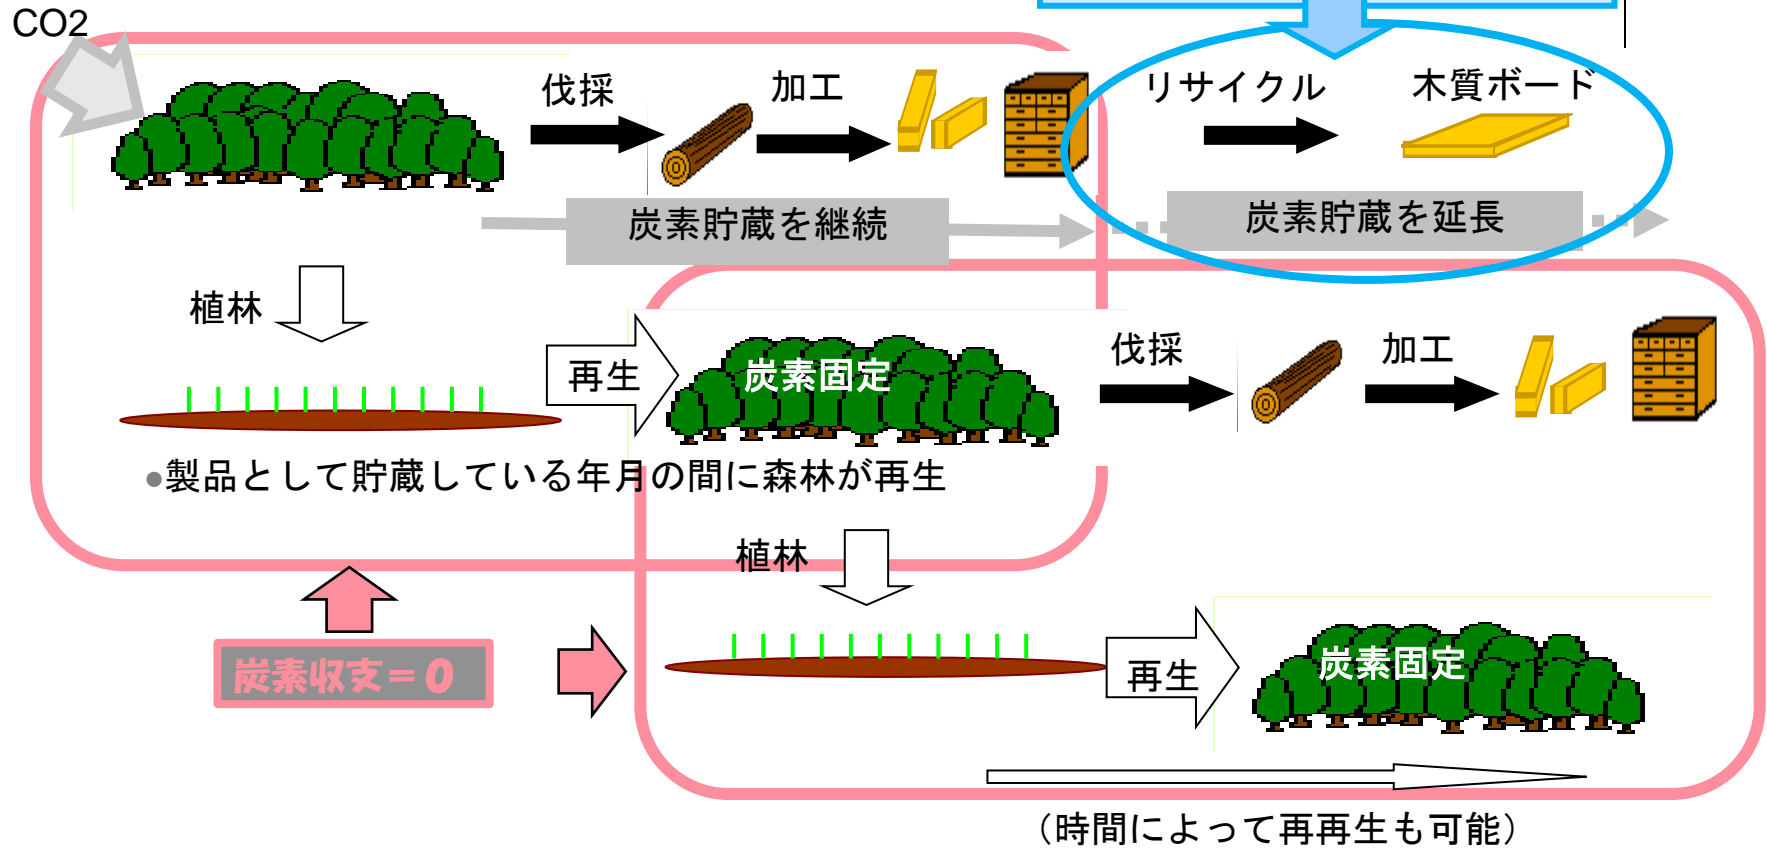 CO2
伐採
加工
リサイクル
木質ボード
炭素貯蔵を継続
炭素貯蔵を延長
植林
再生
炭素固定
伐採
加工
●製品として貯蔵している年月の間に森林が再生
植林
炭素収支=0
再生
炭素固定
(時間によって再再生も可能)